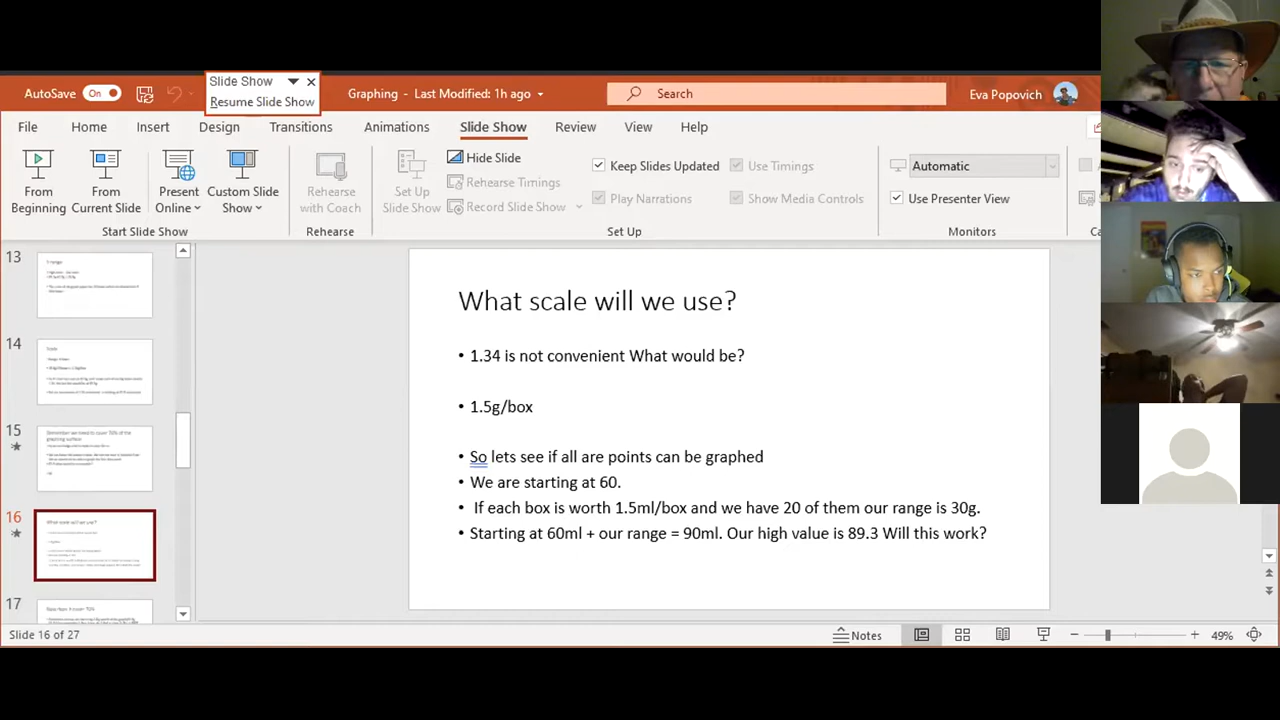 Slide Show
Resume Slide Show
AutoSave On
Graphing - Last Modified: 1h ago
Search
Eva Popovich
File Home Insert Design Transitions Animations Slide Show Review View Help
From Beginning
From Current Slide
Present Online
Custom Slide Show
Start Slide Show
Rehearse with Coach
Rehearse
Set Up Slide Show
Hide Slide
Rehearse Timings
Record Slide Show
Keep Slides Updated
Play Narrations
Use Timings
Show Media Controls
Set Up
Automatic
Use Presenter View
Monitors
13
14
15
16
What scale will we use?
17
What scale will we use?
• 1.34 is not convenient What would be?
• 1.5g/box
• So lets see if all are points can be graphed
• We are starting at 60.
• If each box is worth 1.5ml/box and we have 20 of them our range is 30g.
• Starting at 60ml + our range = 90ml. Our high value is 89.3 Will this work?
Slide 16 of 27
Notes
49%